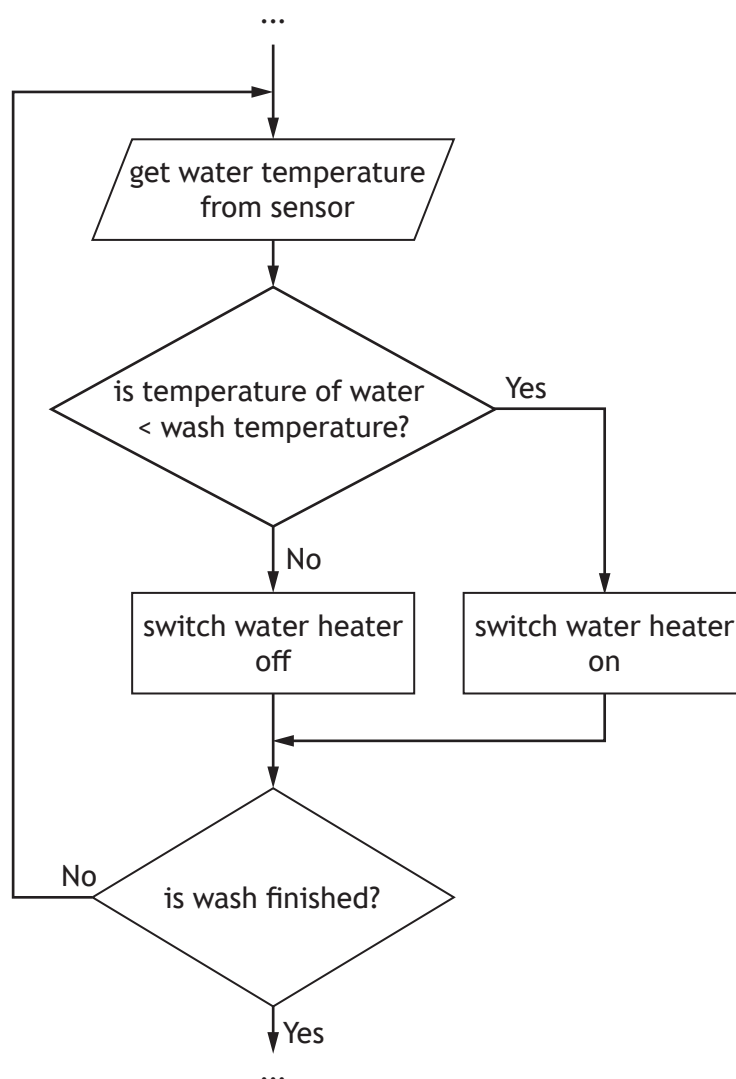 ...
get water temperature
from sensor
is temperature of water
< wash temperature?
Yes
No
switch water heater
off
switch water heater
on
No
is wash finished?
Yes
...